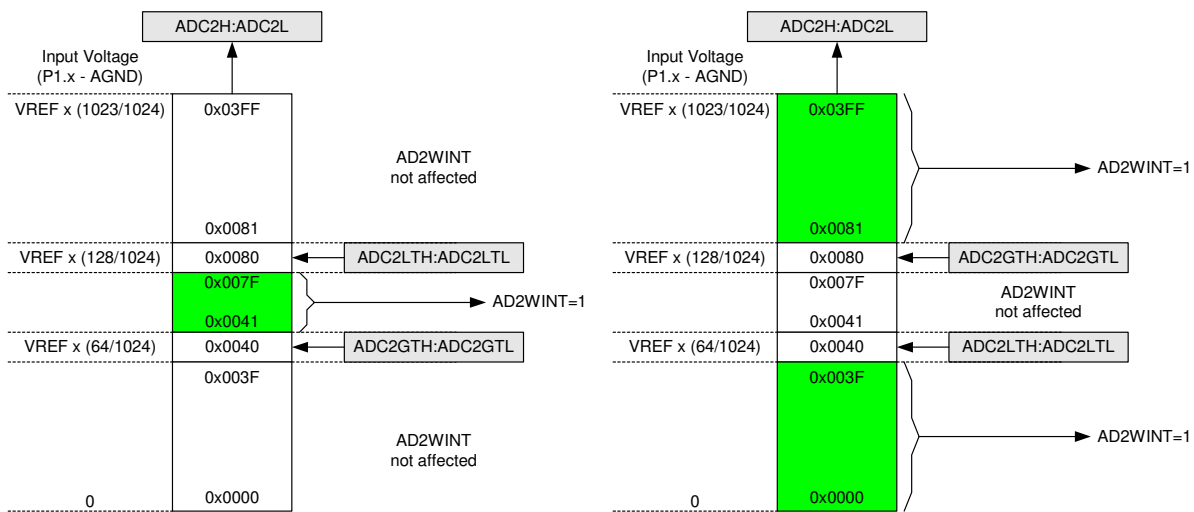 ADC2H:ADC2L
Input Voltage
(P1.x - AGND)
VREF x (1023/1024)
0x03FF
AD2WINT
not affected
0x0081
VREF x (128/1024)
0x0080
ADC2LTH:ADC2LTL
0x007F
AD2WINT=1
0x0041
VREF x (64/1024)
0x0040
ADC2GTH:ADC2GTL
0x003F
AD2WINT
not affected
0
0x0000
ADC2H:ADC2L
Input Voltage
(P1.x - AGND)
VREF x (1023/1024)
0x03FF
AD2WINT=1
0x0081
VREF x (128/1024)
0x0080
ADC2GTH:ADC2GTL
0x007F
AD2WINT
not affected
0x0041
VREF x (64/1024)
0x0040
ADC2LTH:ADC2LTL
0x003F
AD2WINT=1
0
0x0000